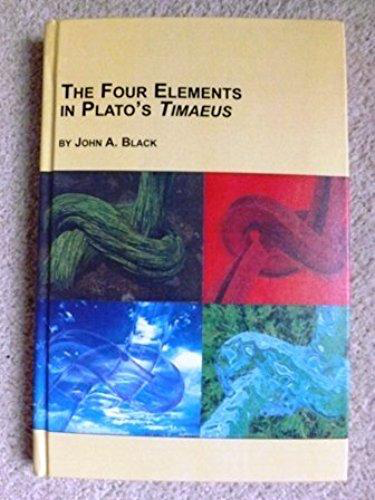 The Four Elements
in Plato's Timaeus
by John A. Black